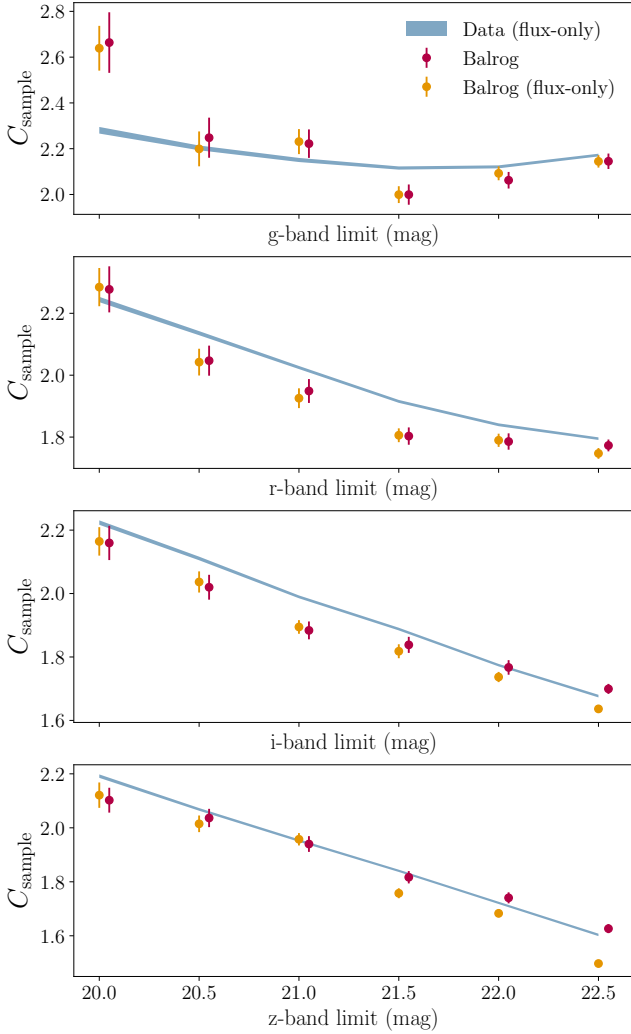 2.8
2.6
2.4
2.2
2.0
C_sample
Data (flux-only)
Balrog
Balrog (flux-only)
g-band limit (mag)
2.2
2.0
1.8
C_sample
r-band limit (mag)
2.2
2.0
1.8
1.6
C_sample
i-band limit (mag)
2.2
2.0
1.8
1.6
C_sample
20.0 20.5 21.0 21.5 22.0 22.5
z-band limit (mag)